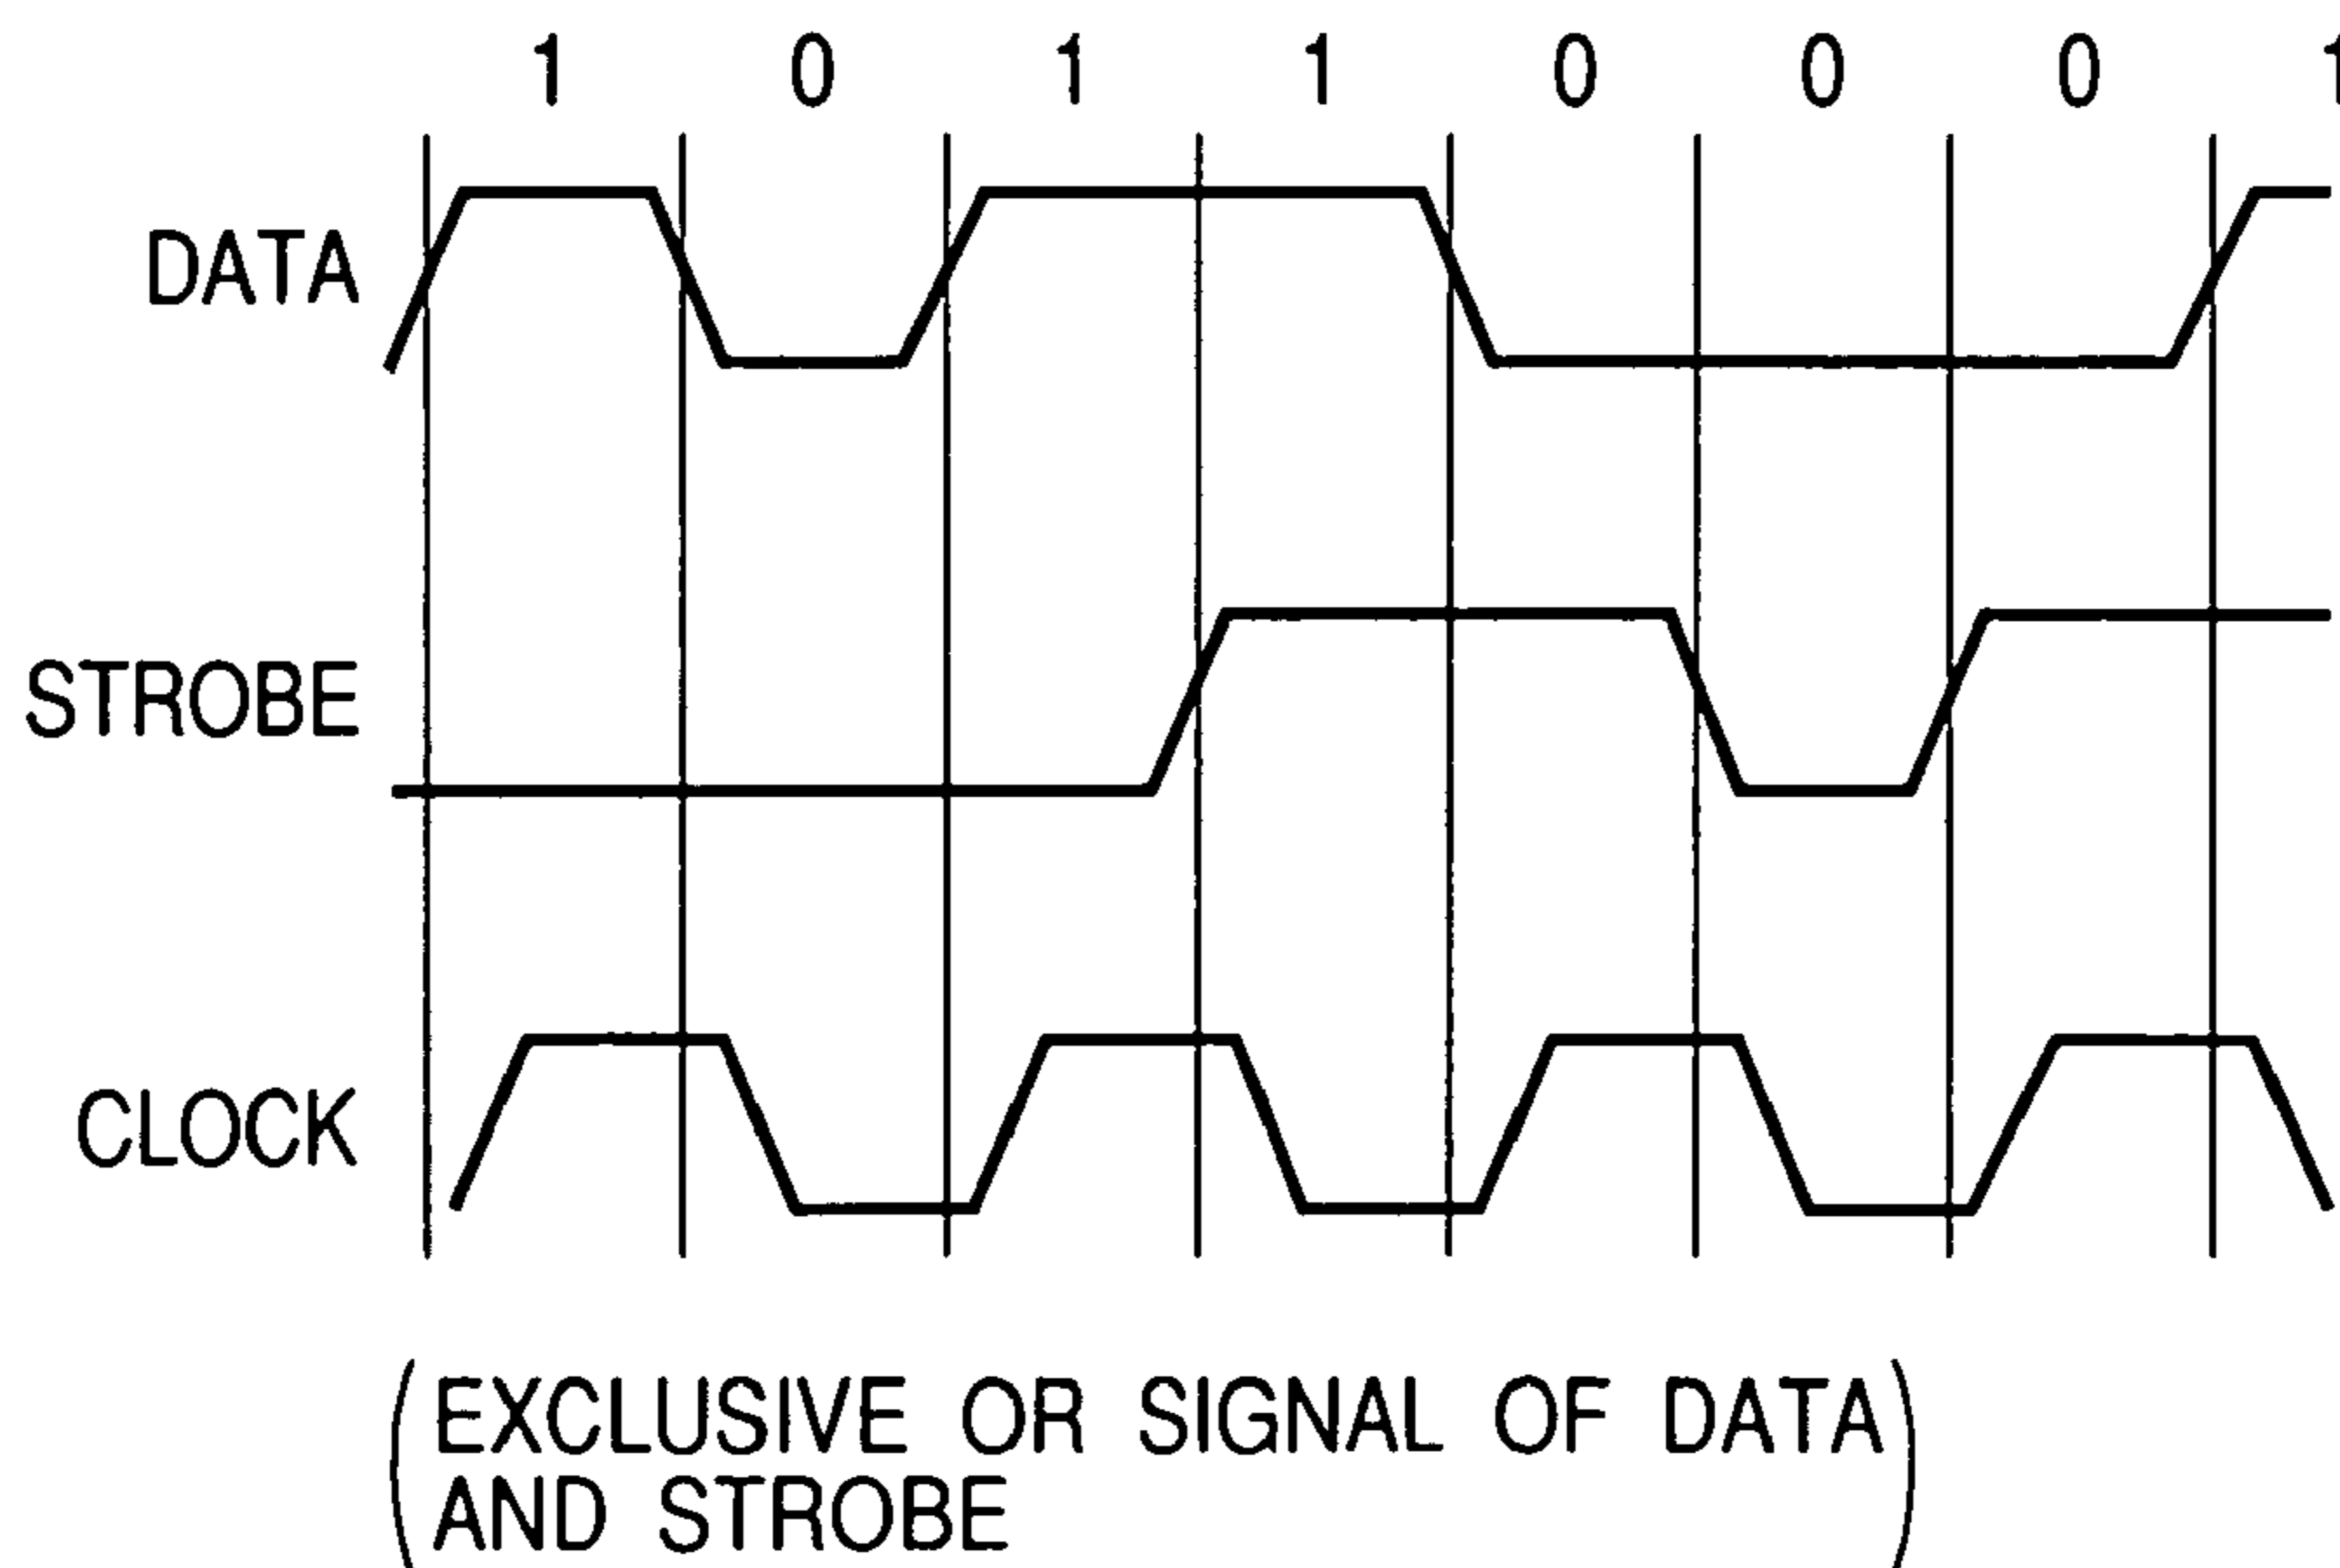 1 0 1 1 0 0 0 1
DATA
STROBE
CLOCK
(EXCLUSIVE OR SIGNAL OF DATA
AND STROBE)